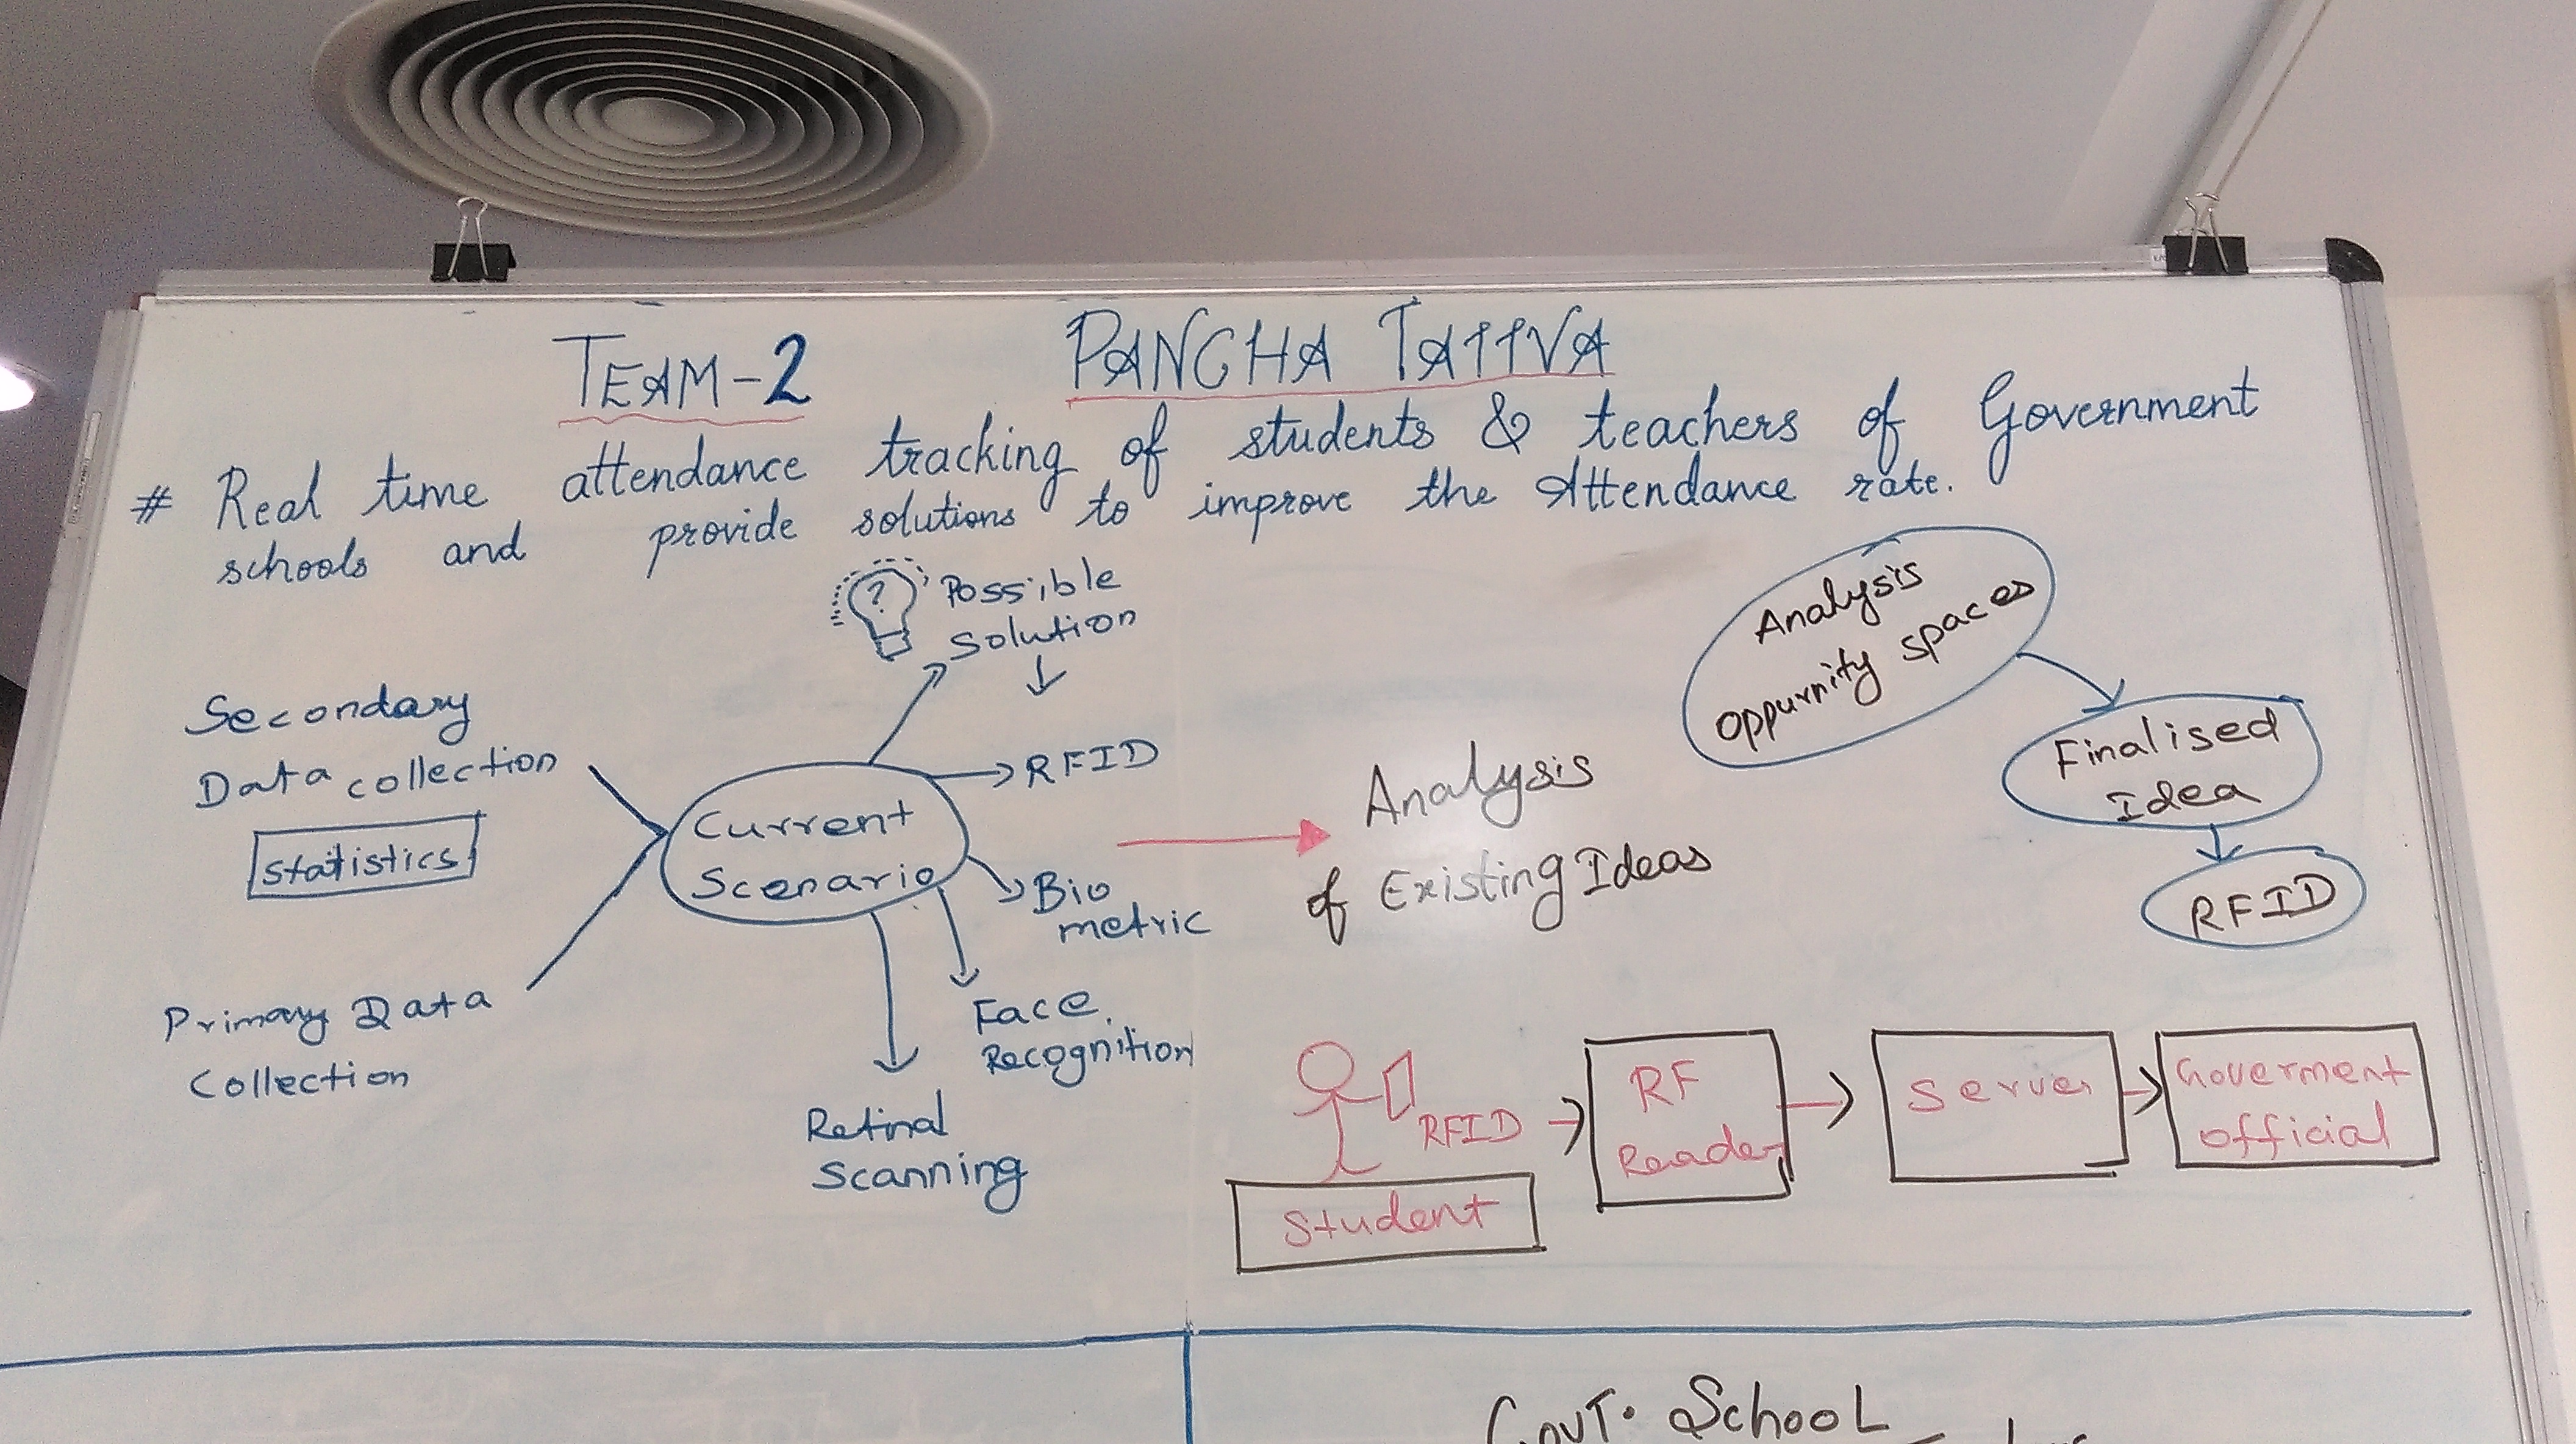 TEAM-2 PANCHA TATTVA
# Real time attendance tracking of students & teachers of Government
schools and provide solutions to improve the Attendance rate.
?
Possible
Solution
Secondary
Data collection
Statistics
Primary Data
Collection
Current
Scenario
RFID
Bio
metric
Face
Recognition
Retinal
Scanning
Analysis
of Existing Ideas
Analysis
oppurnity spaces
Finalised
Idea
RFID
RFID
Student
RF
Reader
Server
Goverment
official
GOVT. SCHOOL